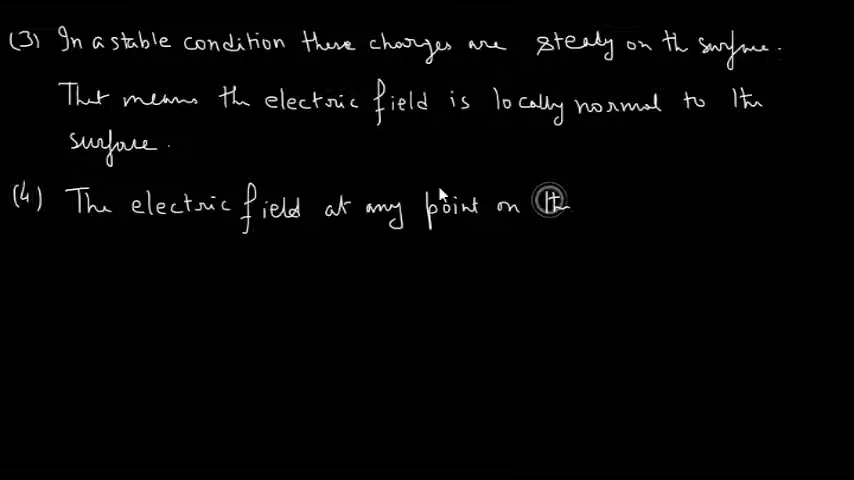 (3) In a stable condition these charges are steady on th surface.
That means the electric field is locally normal to the
surface.
(4) The electric field at any point on the